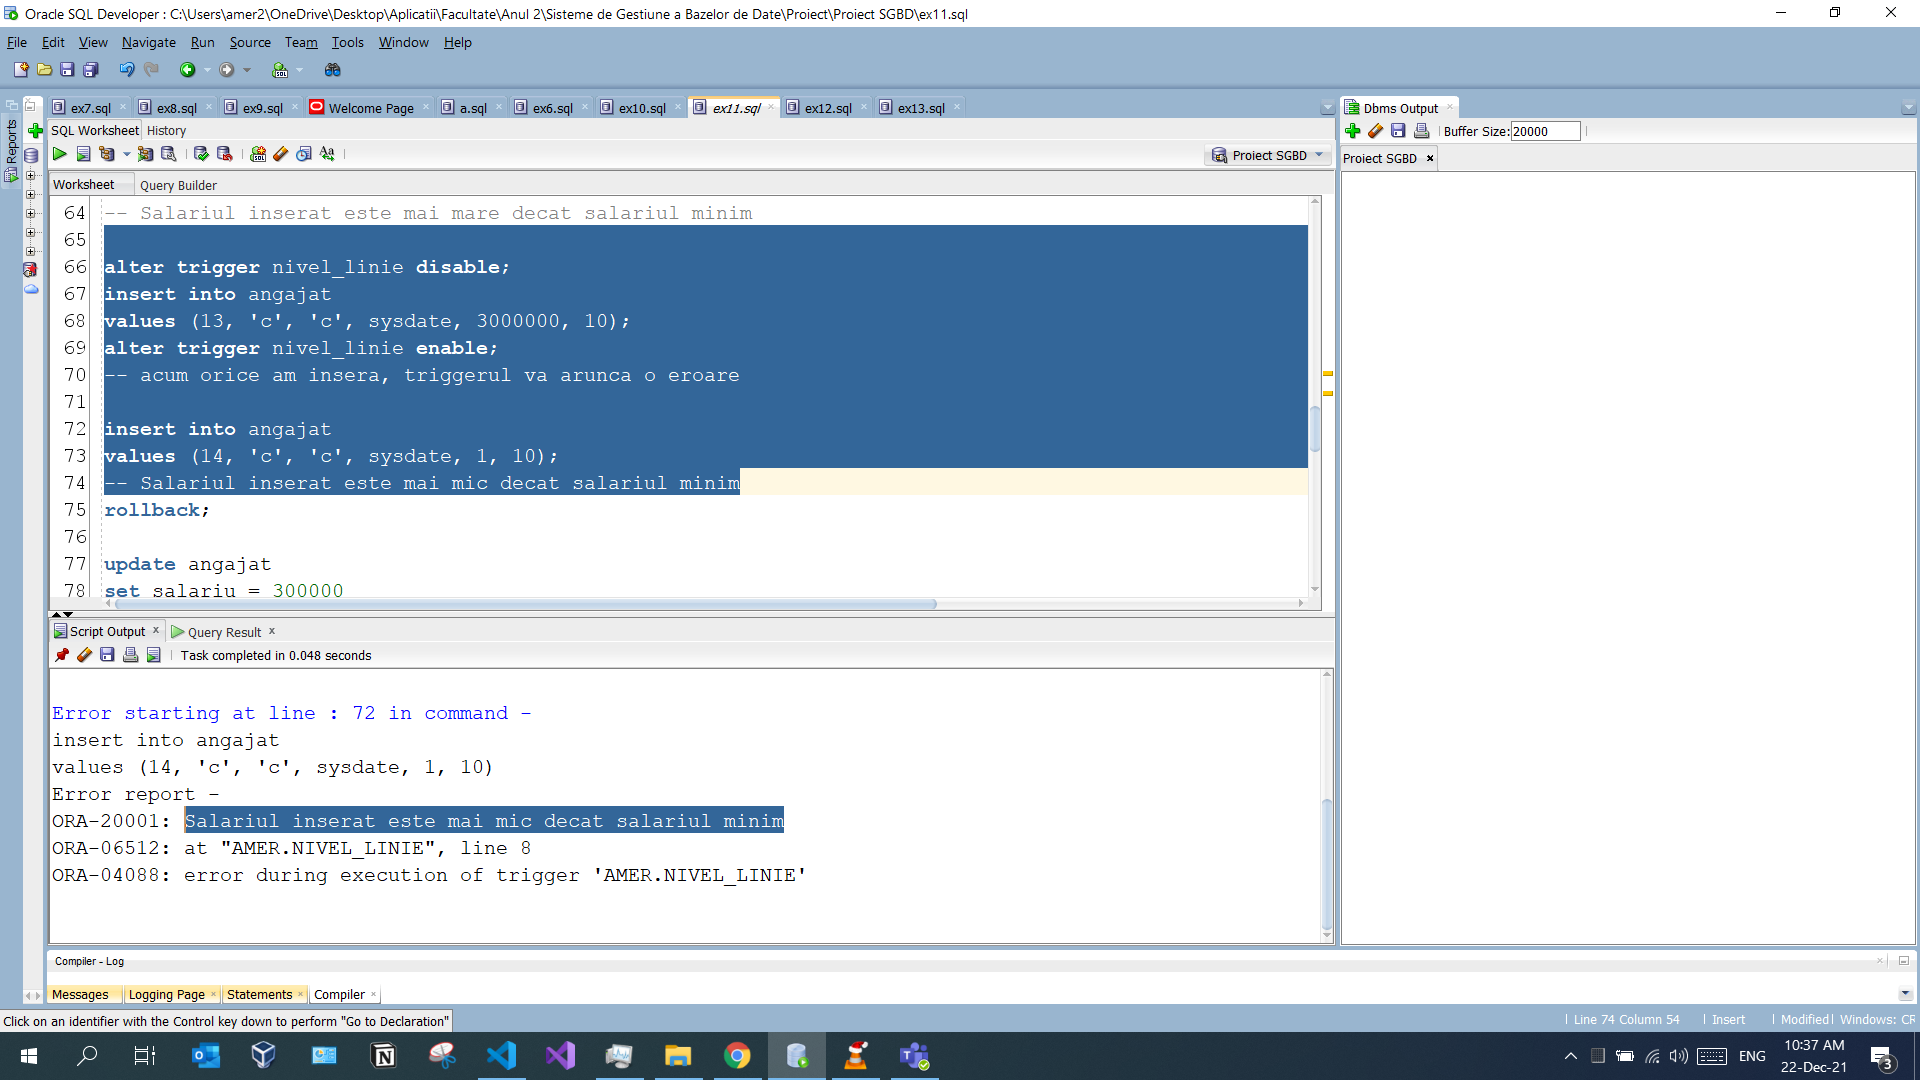 Oracle SQL Developer : C:\Users\amer2\OneDrive\Desktop\Aplicatii\Facultate\Anul 2\Sisteme de Gestiune a Bazelor de Date\Proiect\Proiect SGBD\ex11.sql
File Edit View Navigate Run Source Team Tools Window Help
ex7.sql ex8.sql ex9.sql Welcome Page a.sql ex6.sql ex10.sql ex11.sql ex12.sql ex13.sql
Dbms Output
Reports
SQL Worksheet History
Buffer Size: 20000
Proiect SGBD
Proiect SGBD
Worksheet Query Builder
64 -- Salariul inserat este mai mare decat salariul minim
65
66 alter trigger nivel_linie disable;
67 insert into angajat
68 values (13, 'c', 'c', sysdate, 3000000, 10);
69 alter trigger nivel_linie enable;
70 -- acum orice am insera, triggerul va arunca o eroare
71
72 insert into angajat
73 values (14, 'c', 'c', sysdate, 1, 10);
74 -- Salariul inserat este mai mic decat salariul minim
75 rollback;
76
77 update angajat
78 set salariu = 300000
Script Output Query Result
Task completed in 0.048 seconds
Error starting at line : 72 in command -
insert into angajat
values (14, 'c', 'c', sysdate, 1, 10)
Error report -
ORA-20001: Salariul inserat este mai mic decat salariul minim
ORA-06512: at "AMER.NIVEL_LINIE", line 8
ORA-04088: error during execution of trigger 'AMER.NIVEL_LINIE'
Compiler - Log
Messages Logging Page Statements Compiler
Click on an identifier with the Control key down to perform "Go to Declaration"
Line 74 Column 54 Insert Modified Windows: CR
ENG
10:37 AM
22-Dec-21
3